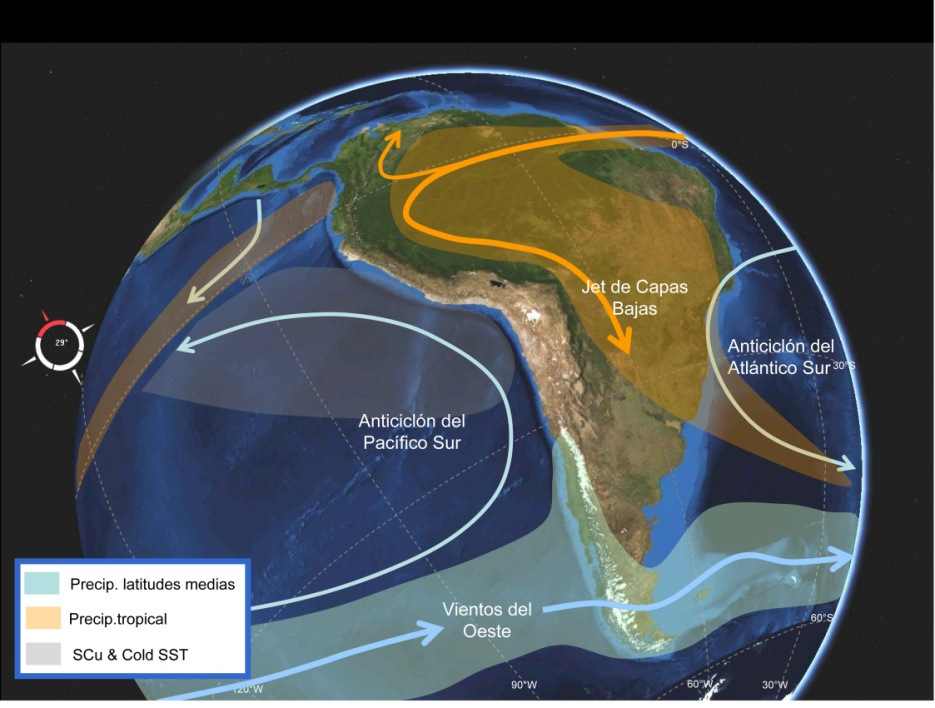 0°S
Jet de Capas
Bajas
29°
Anticiclón del
Atlántico Sur
30°S
Anticiclón del
Pacífico Sur
Precip. latitudes medias
Precip.tropical
SCu & Cold SST
Vientos del
Oeste
60°S
120°W
90°W
60°W
30°W